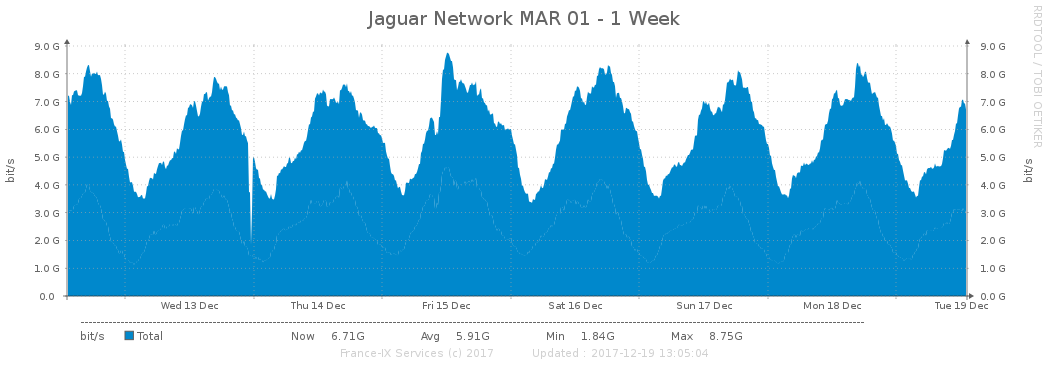 Jaguar Network MAR 01 - 1 Week
RRDTOOL / TOBI OETIKER
bit/s
9.0 G 9.0 G
8.0 G 8.0 G
7.0 G 7.0 G
6.0 G 6.0 G
5.0 G 5.0 G
4.0 G 4.0 G
3.0 G 3.0 G
2.0 G 2.0 G
1.0 G 1.0 G
0.0 0.0 G
bit/s
Wed 13 Dec Thu 14 Dec Fri 15 Dec Sat 16 Dec Sun 17 Dec Mon 18 Dec Tue 19 Dec
bit/s Total Now 6.71G Avg 5.91G Min 1.84G Max 8.75G
France-IX Services (c) 2017 Updated : 2017-12-19 13:05:04